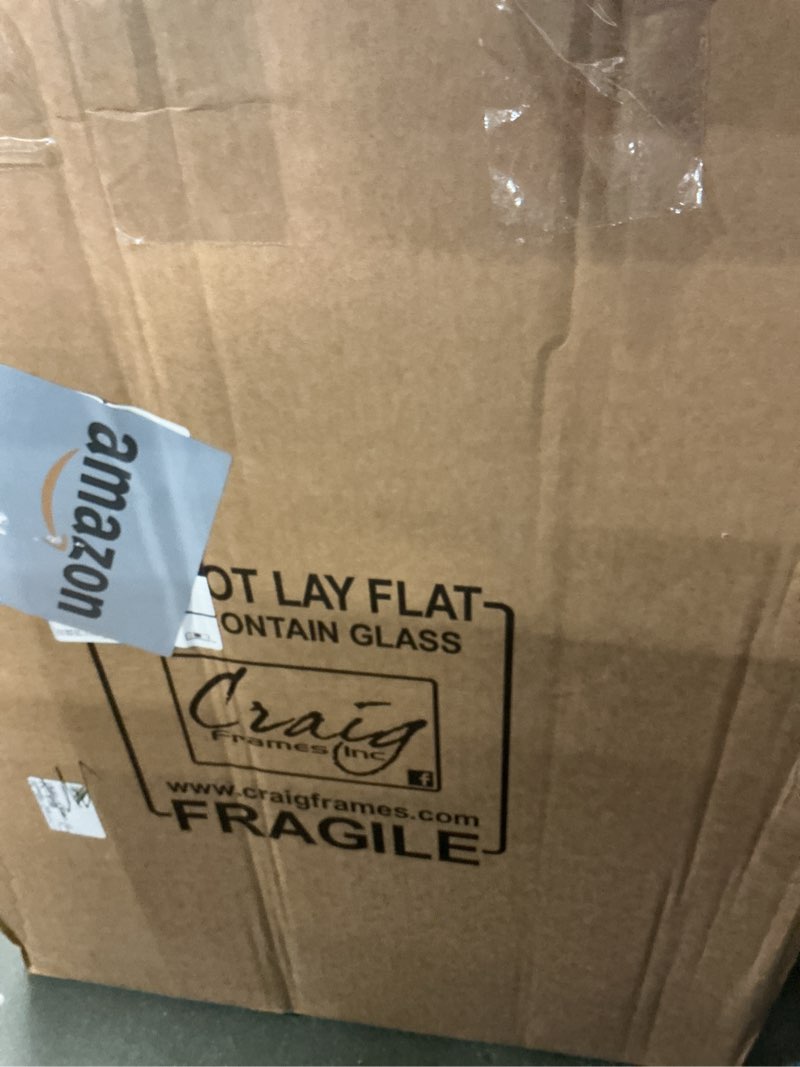 amazon
OT LAY FLAT
ONTAIN GLASS
Craig
Frames Inc
f
www.craigframes.com
FRAGILE